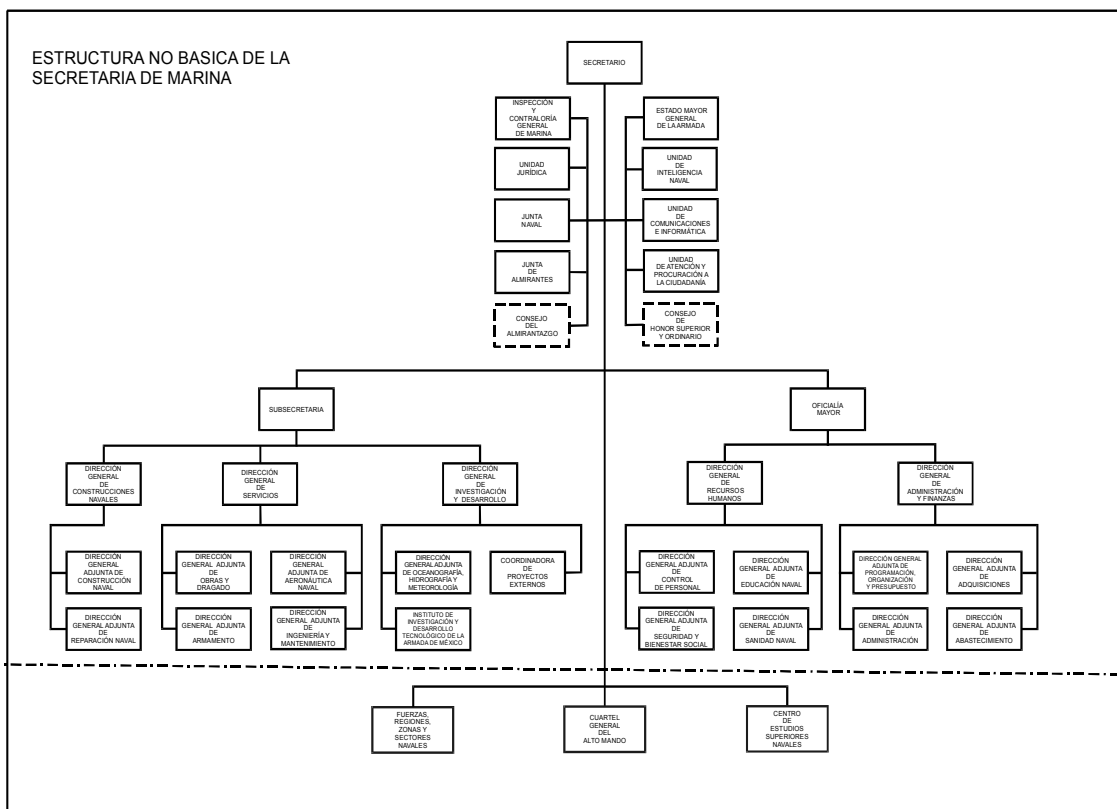 ESTRUCTURA NO BASICA DE LA
SECRETARIA DE MARINA
SECRETARIO
INSPECCIÓN
Y
CONTRALORÍA
GENERAL
DE MARINA
ESTADO MAYOR
GENERAL
DE LA ARMADA
UNIDAD
JURÍDICA
UNIDAD
DE
INTELIGENCIA
NAVAL
JUNTA
NAVAL
UNIDAD
DE
COMUNICACIONES
E INFORMÁTICA
JUNTA
DE
ALMIRANTES
UNIDAD
DE ATENCIÓN Y
PROCURACIÓN A
LA CIUDADANÍA
CONSEJO
DEL
ALMIRANTAZGO
CONSEJO
DE
HONOR SUPERIOR
Y ORDINARIO
SUBSECRETARIA
OFICIALÍA
MAYOR
DIRECCIÓN
GENERAL
DE
CONSTRUCCIONES
NAVALES
DIRECCIÓN
GENERAL
DE
SERVICIOS
DIRECCIÓN
GENERAL
DE
INVESTIGACIÓN
Y DESARROLLO
DIRECCIÓN
GENERAL
DE
RECURSOS
HUMANOS
DIRECCIÓN
GENERAL
DE
ADMINISTRACIÓN
Y FINANZAS
DIRECCIÓN
GENERAL
ADJUNTA DE
CONSTRUCCIÓN
NAVAL
DIRECCIÓN
GENERAL ADJUNTA
DE
OBRAS Y
DRAGADO
DIRECCIÓN
GENERAL
ADJUNTA DE
AERONÁUTICA
NAVAL
DIRECCIÓN
GENERAL ADJUNTA
DE OCEANOGRAFÍA,
HIDROGRAFÍA Y
METEOROLOGÍA
COORDINADORA
DE
PROYECTOS
EXTERNOS
DIRECCIÓN
GENERAL ADJUNTA
DE
CONTROL
DE PERSONAL
DIRECCIÓN
GENERAL ADJUNTA
DE
EDUCACIÓN NAVAL
DIRECCIÓN GENERAL
ADJUNTA DE
PROGRAMACIÓN,
ORGANIZACIÓN
Y PRESUPUESTO
DIRECCIÓN
GENERAL ADJUNTA
DE
ADQUISICIONES
DIRECCIÓN
GENERAL ADJUNTA
DE
REPARACIÓN NAVAL
DIRECCIÓN
GENERAL ADJUNTA
DE
ARMAMENTO
DIRECCIÓN
GENERAL ADJUNTA
DE
INGENIERÍA Y
MANTENIMIENTO
INSTITUTO DE
INVESTIGACIÓN Y
DESARROLLO
TECNOLÓGICO DE LA
ARMADA DE MÉXICO
DIRECCIÓN
GENERAL ADJUNTA
DE
SEGURIDAD Y
BIENESTAR SOCIAL
DIRECCIÓN
GENERAL ADJUNTA
DE
SANIDAD NAVAL
DIRECCIÓN
GENERAL ADJUNTA
DE
ADMINISTRACIÓN
DIRECCIÓN
GENERAL ADJUNTA
DE
ABASTECIMIENTO
FUERZAS,
REGIONES,
ZONAS Y
SECTORES
NAVALES
CUARTEL
GENERAL
DEL
ALTO MANDO
CENTRO
DE
ESTUDIOS
SUPERIORES
NAVALES